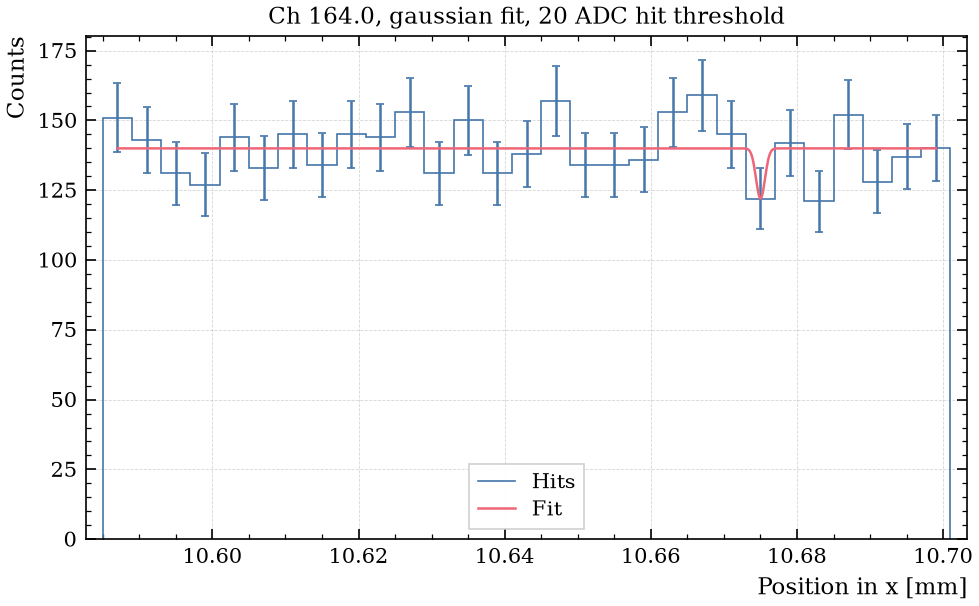 Ch 164.0, gaussian fit, 20 ADC hit threshold
Counts
175
150
125
100
75
50
25
0
Hits
Fit
10.60 10.62 10.64 10.66 10.68 10.70
Position in x [mm]